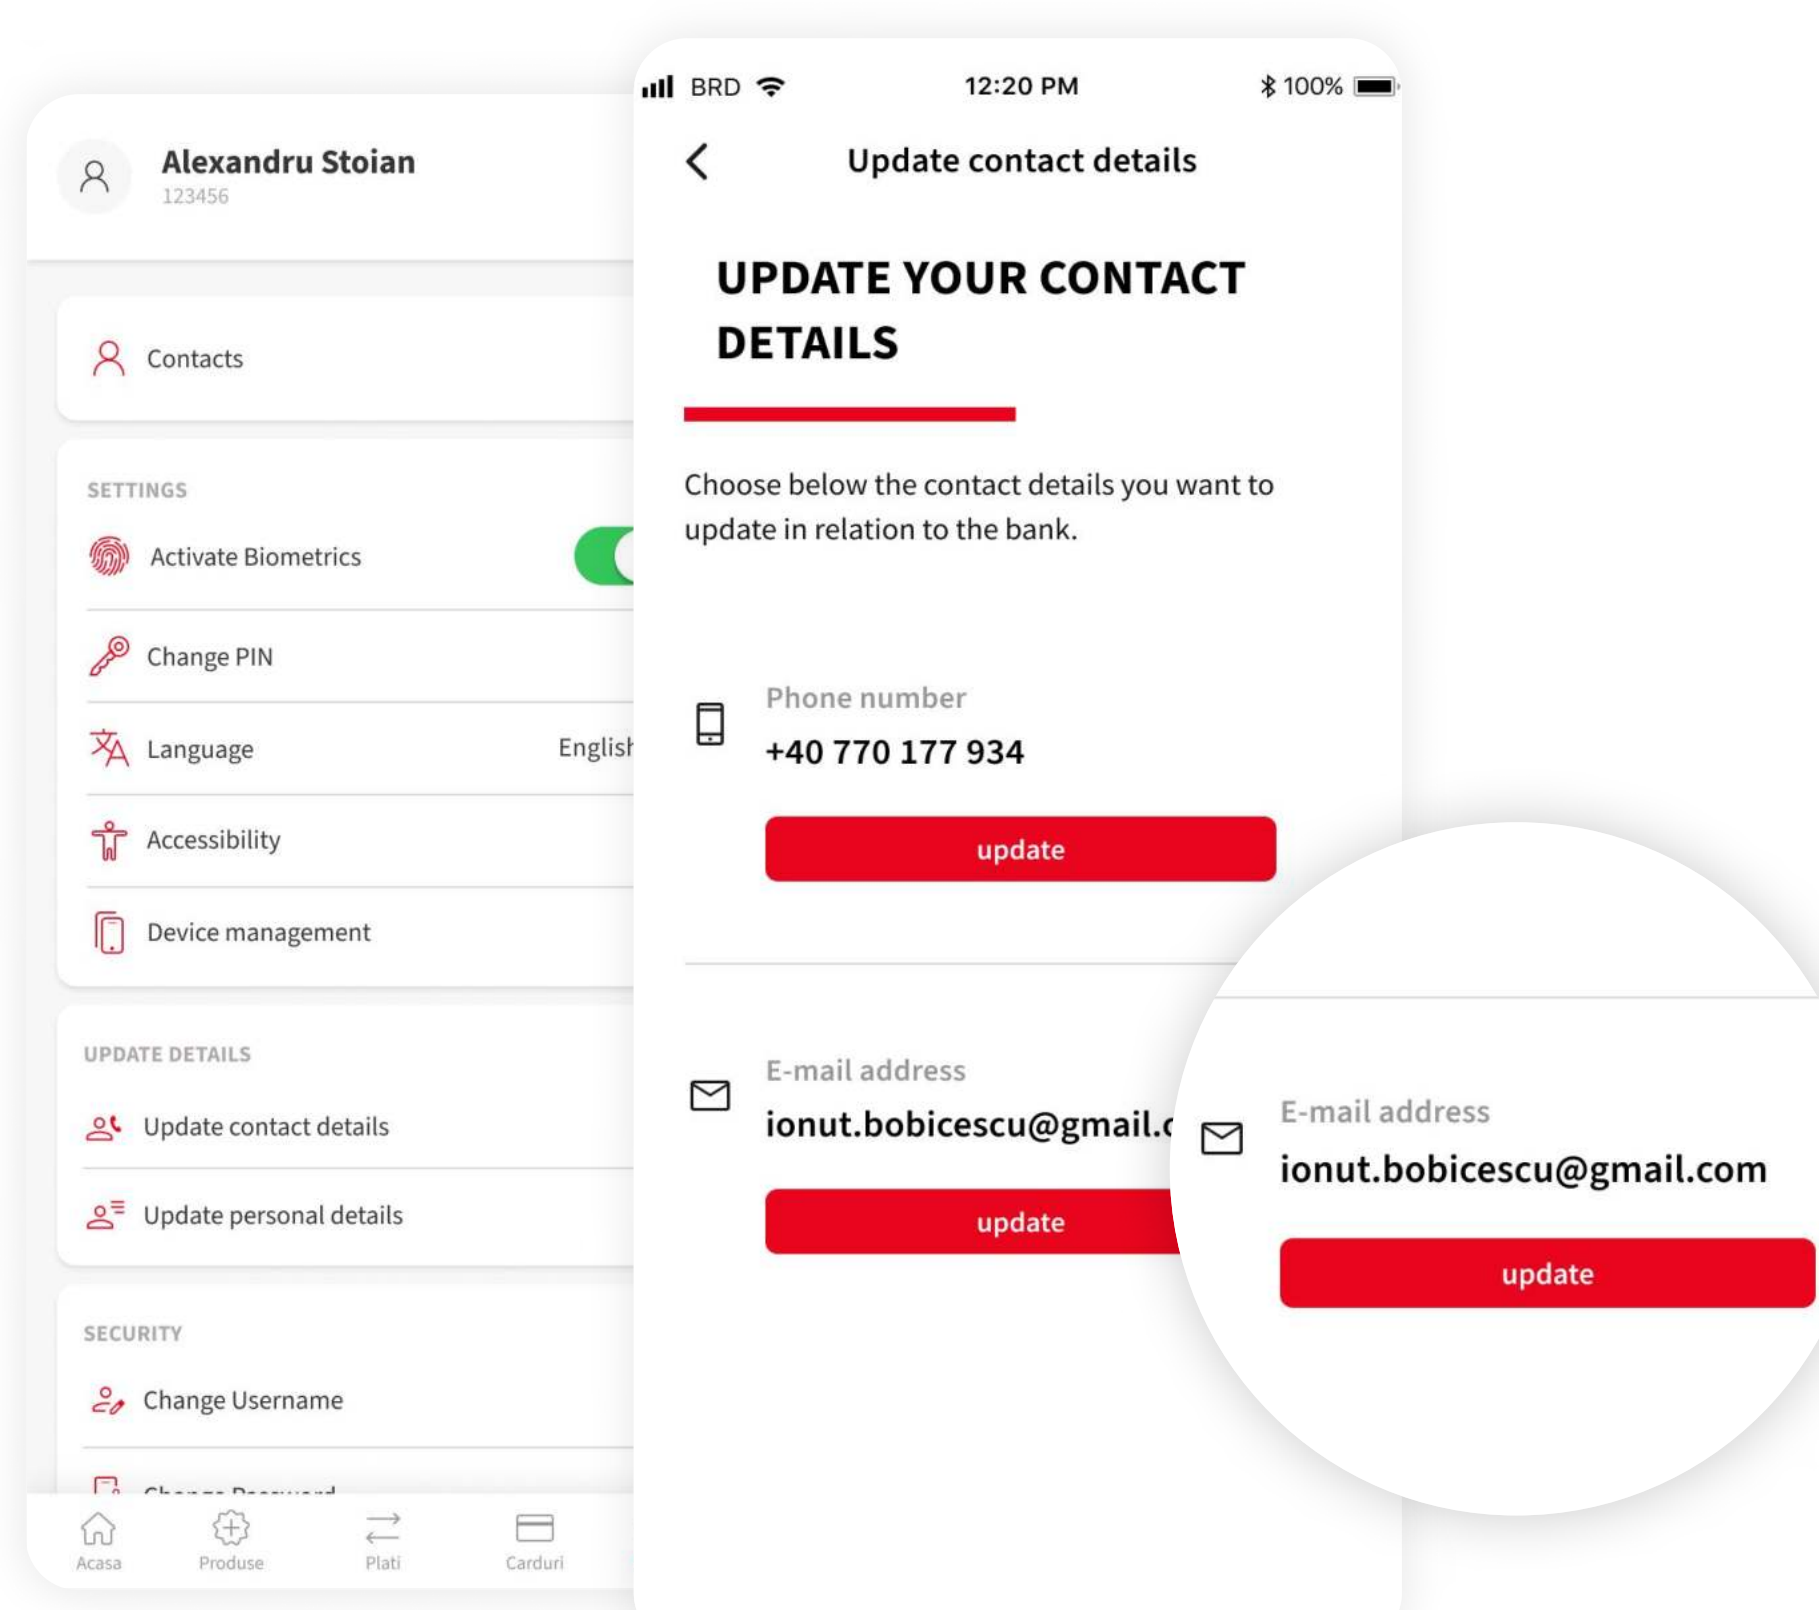 Alexandru Stoian
123456
Contacts
SETTINGS
Activate Biometrics
Change PIN
Language
English
Accessibility
Device management
UPDATE DETAILS
Update contact details
Update personal details
SECURITY
Change Username
Change Password
Acasa
Produse
Plati
Carduri
BRD
12:20 PM
100%
Update contact details
UPDATE YOUR CONTACT
DETAILS
Choose below the contact details you want to
update in relation to the bank.
Phone number
+40 770 177 934
update
E-mail address
ionut.bobicescu@gmail.c
update
E-mail address
ionut.bobicescu@gmail.com
update